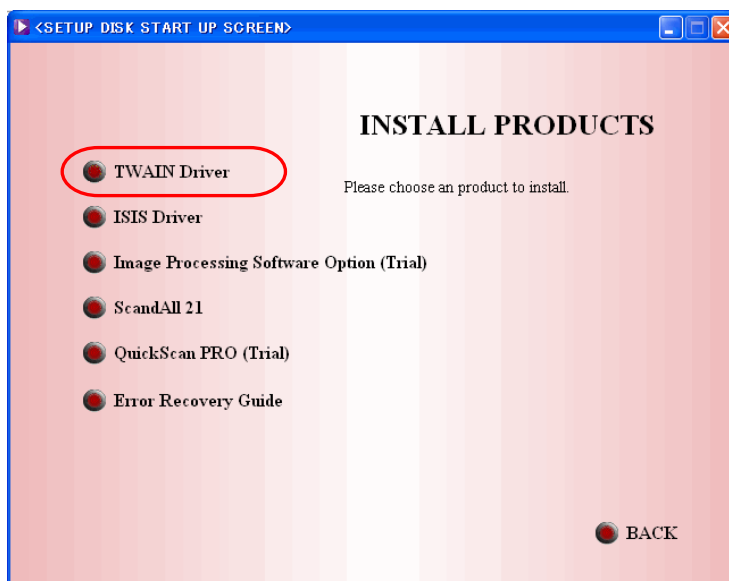 <SETUP DISK START UP SCREEN>
INSTALL PRODUCTS
Please choose an product to install.
TWAIN Driver
ISIS Driver
Image Processing Software Option (Trial)
ScandAll 21
QuickScan PRO (Trial)
Error Recovery Guide
BACK